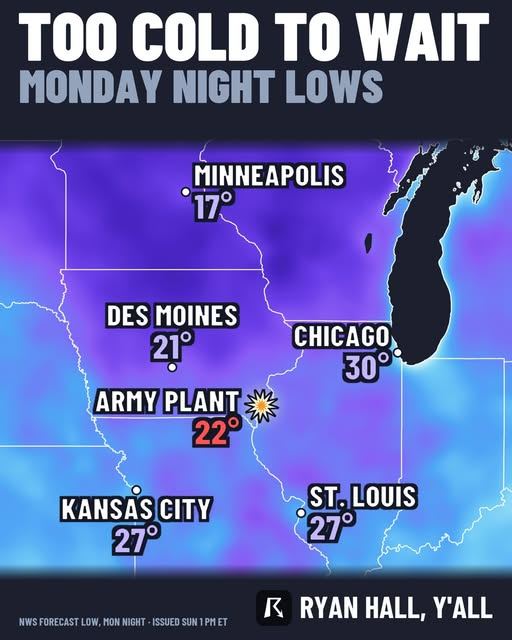 TOO COLD TO WAIT
MONDAY NIGHT LOWS
MINNEAPOLIS
17°
DES MOINES
21°
CHICAGO
30°
ARMY PLANT
22°
KANSAS CITY
27°
ST. LOUIS
27°
NWS FORECAST LOW, MON NIGHT · ISSUED SUN 1 PM ET
RYAN HALL, Y'ALL